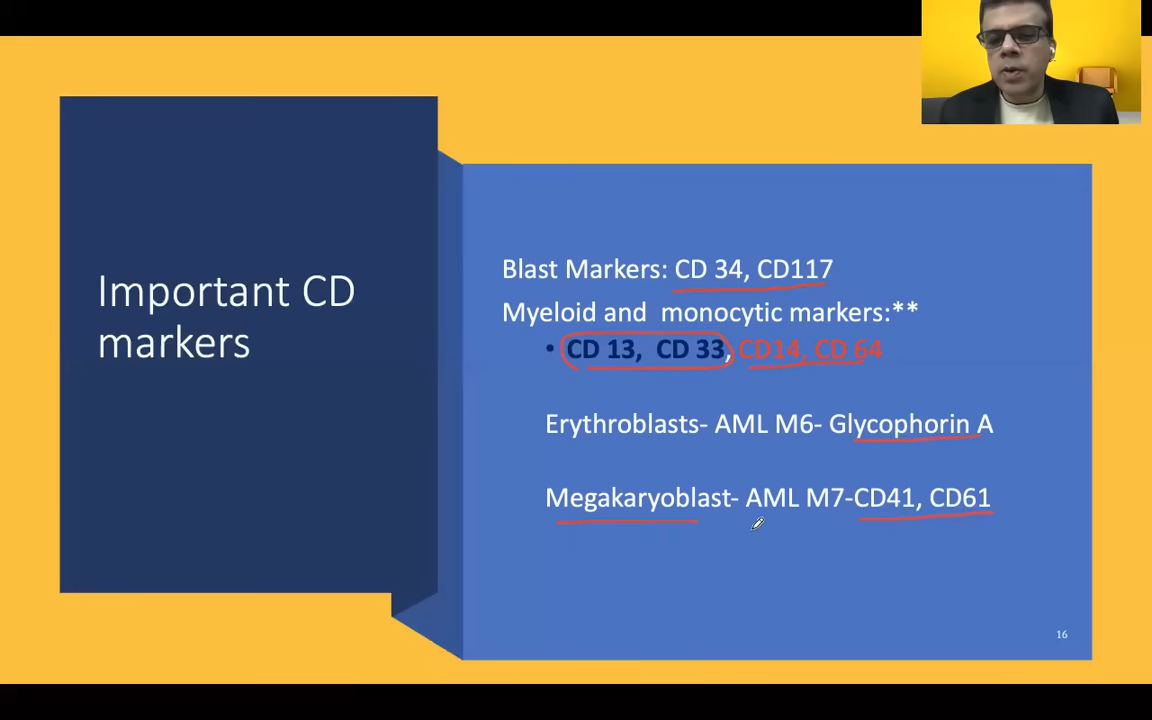 Important CD
markers
Blast Markers: CD 34, CD117
Myeloid and  monocytic markers:**
• CD 13,  CD 33, CD14, CD 64
Erythroblasts- AML M6- Glycophorin A
Megakaryoblast- AML M7-CD41, CD61
16